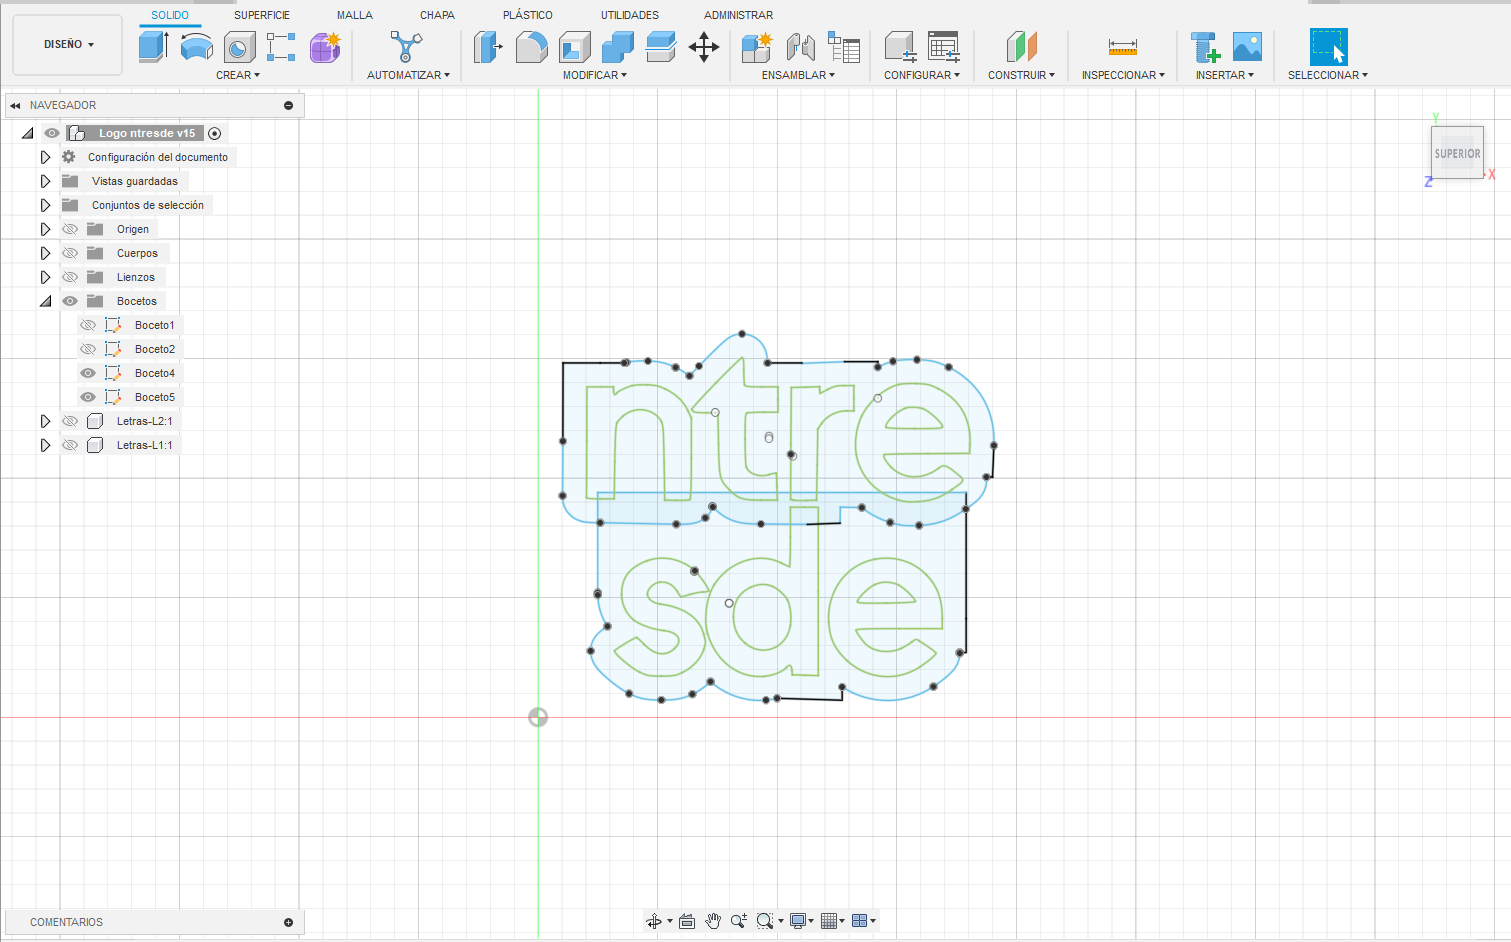 SOLIDO SUPERFICIE MALLA CHAPA PLÁSTICO UTILIDADES ADMINISTRAR
DISEÑO
CREAR AUTOMATIZAR MODIFICAR ENSAMBLAR CONFIGURAR CONSTRUIR INSPECCIONAR INSERTAR SELECCIONAR
NAVEGADOR
Logo ntresde v15
Configuración del documento
Vistas guardadas
Conjuntos de selección
Origen
Cuerpos
Lienzos
Bocetos
Boceto1
Boceto2
Boceto4
Boceto5
Letras-L2:1
Letras-L1:1
Y
SUPERIOR
Z X
ntre
sde
COMENTARIOS